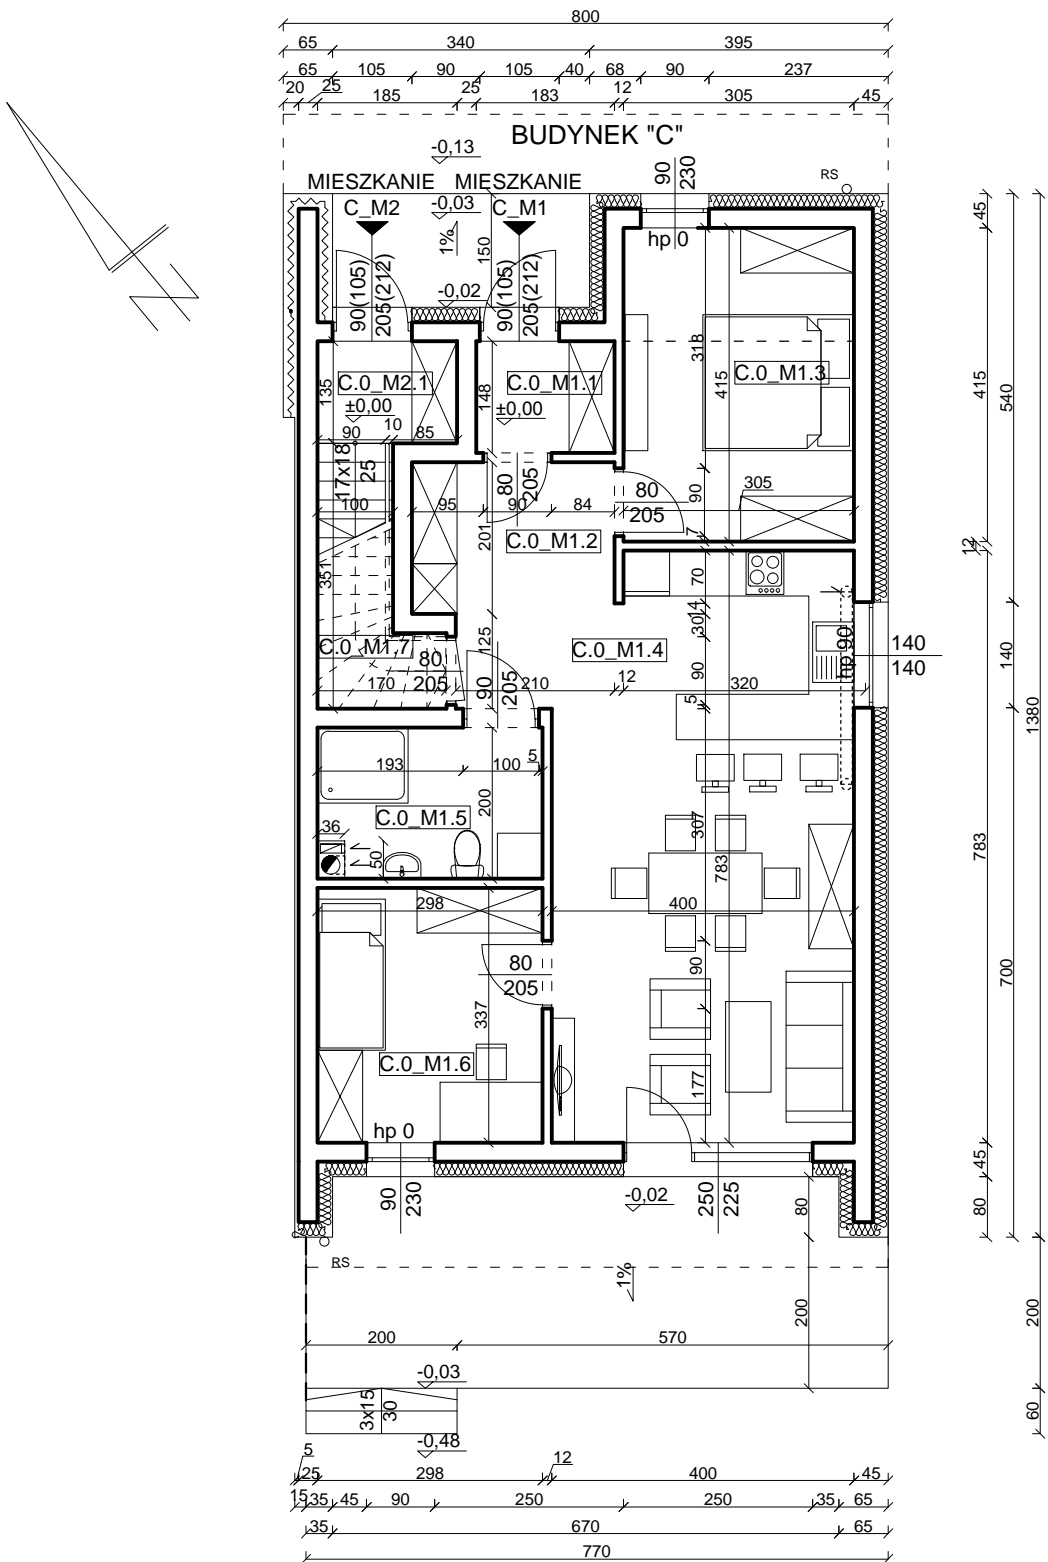 800
65 340 395
65 105 90 105 40 68 90 237
20 25 185 25 183 12 305 45
BUDYNEK "C"
-0,13
90
230
RS
MIESZKANIE MIESZKANIE
C_M2 -0,03 C_M1
1%
150
hp 0
45
90(105)
205(212)
-0,02
90(105)
205(212)
318
415
C.0_M1.3
415
540
135
C.0_M2.1
±0,00
148
C.0_M1.1
±0,00
90 10 85
17x18
25
80
205
80
205
90
305
100 95 90 84
201
C.0_M1.2
7
12
351
70
14
30
C.0_M1.7
125
C.0_M1.4
hp 90
140
140
140
80
205
90
205
90
170 210 12 320
5
1380
193 100 5
200
C.0_M1.5
36
50
307
783
783
298 400
80
205
90
700
337
C.0_M1.6
177
hp 0
45
90
230
-0,02
250
225
80
80
RS
1%
200
200
200 570
-0,03
3x15
30
60
-0,48
5 12
25 298 400 45
15 35 45 90 250 250 35 65
35 670 65
770